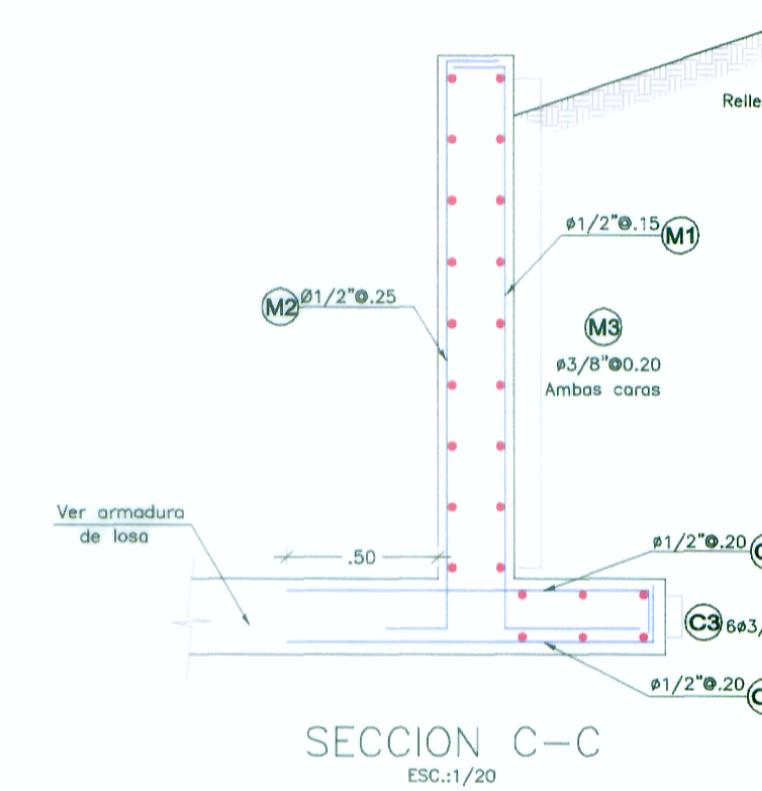 Relle
ø1/2"@.15 M1
M2 Ø1/2"@.25
M3
ø3/8"@0.20
Ambas caras
Ver armadura
de losa
.50
ø1/2"@.20
C3 6ø3/
ø1/2"@.20
SECCION C-C
ESC.:1/20